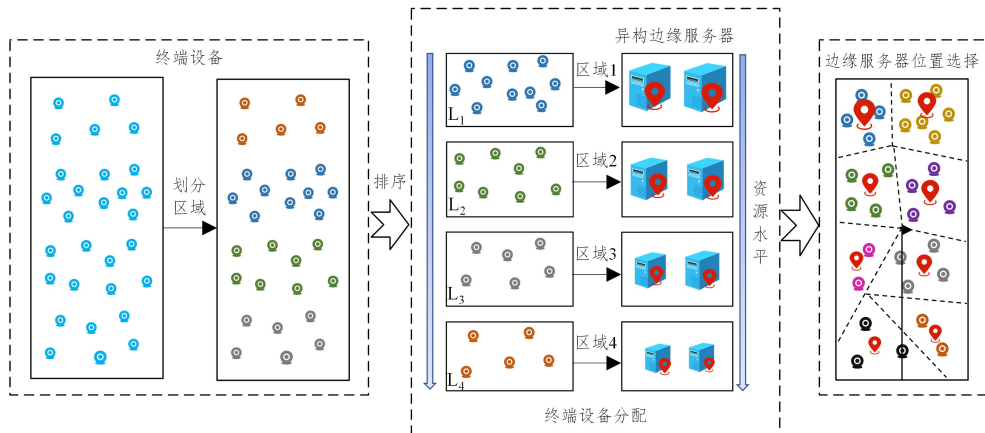 终端设备
划分
区域
排序
异构边缘服务器
L1
区域1
L2
区域2
L3
区域3
L4
区域4
资源水平
终端设备分配
边缘服务器位置选择